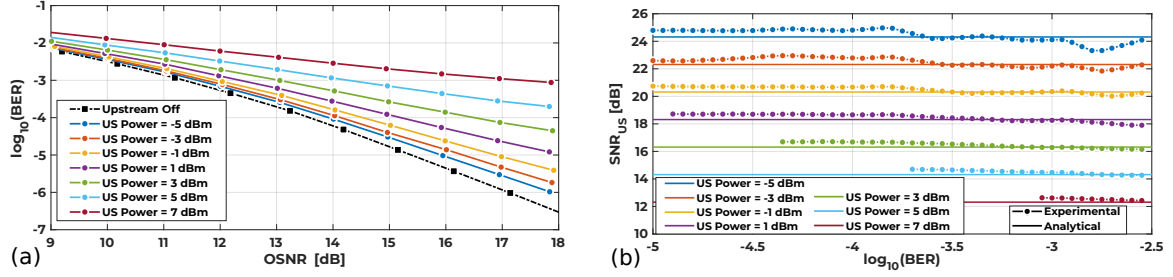 -1
-2
-3
-4
-5
-6
-7
log10(BER)
Upstream Off
US Power = -5 dBm
US Power = -3 dBm
US Power = -1 dBm
US Power = 1 dBm
US Power = 3 dBm
US Power = 5 dBm
US Power = 7 dBm
9 10 11 12 13 14 15 16 17 18
OSNR [dB]
(a)
26
24
22
20
18
16
14
12
10
SNR_US [dB]
US Power = -5 dBm
US Power = -3 dBm
US Power = -1 dBm
US Power = 1 dBm
US Power = 3 dBm
US Power = 5 dBm
US Power = 7 dBm
Experimental
Analytical
-5 -4.5 -4 -3.5 -3 -2.5
log10(BER)
(b)